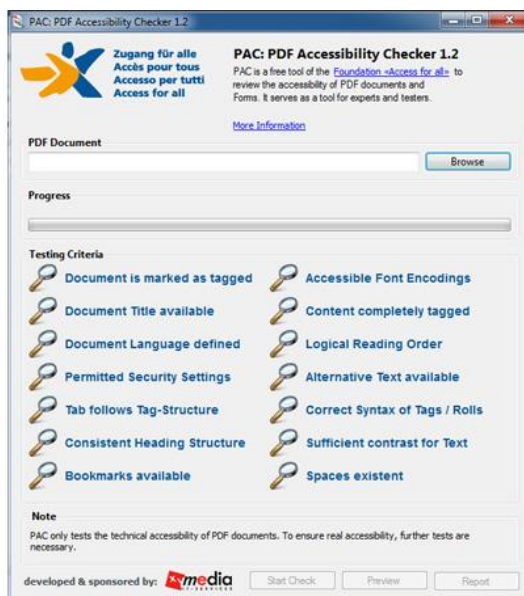 PAC: PDF Accessibility Checker 1.2
Zugang für alle
Accès pour tous
Accesso per tutti
Access for all
PAC: PDF Accessibility Checker 1.2
PAC is a free tool of the Foundation «Access for all» to
review the accessibility of PDF documents and
Forms. It serves as a tool for experts and testers.
More Information
PDF Document
Browse
Progress
Testing Criteria
Document is marked as tagged
Document Title available
Document Language defined
Permitted Security Settings
Tab follows Tag-Structure
Consistent Heading Structure
Bookmarks available
Accessible Font Encodings
Content completely tagged
Logical Reading Order
Alternative Text available
Correct Syntax of Tags / Rolls
Sufficient contrast for Text
Spaces existent
Note
PAC only tests the technical accessibility of PDF documents. To ensure real accessibility, further tests are
necessary.
developed & sponsored by: xymedia
IT-SERVICES
Start Check
Preview
Report